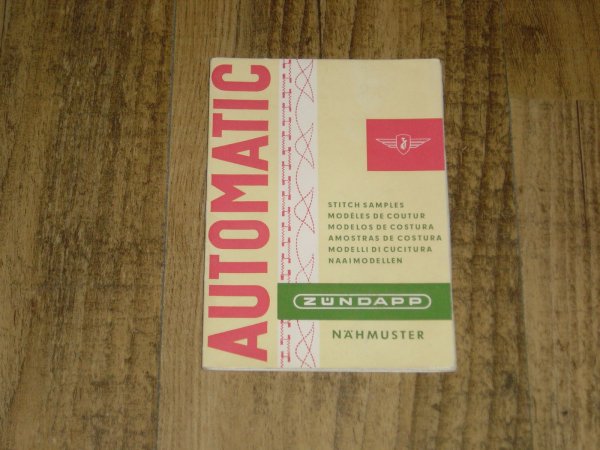 AUTOMATIC
STITCH SAMPLES
MODÈLES DE COUTUR
MODELOS DE COSTURA
AMOSTRAS DE COSTURA
MODELLI DI CUCITURA
NAAIMODELLEN
ZÜNDAPP
NÄHMUSTER